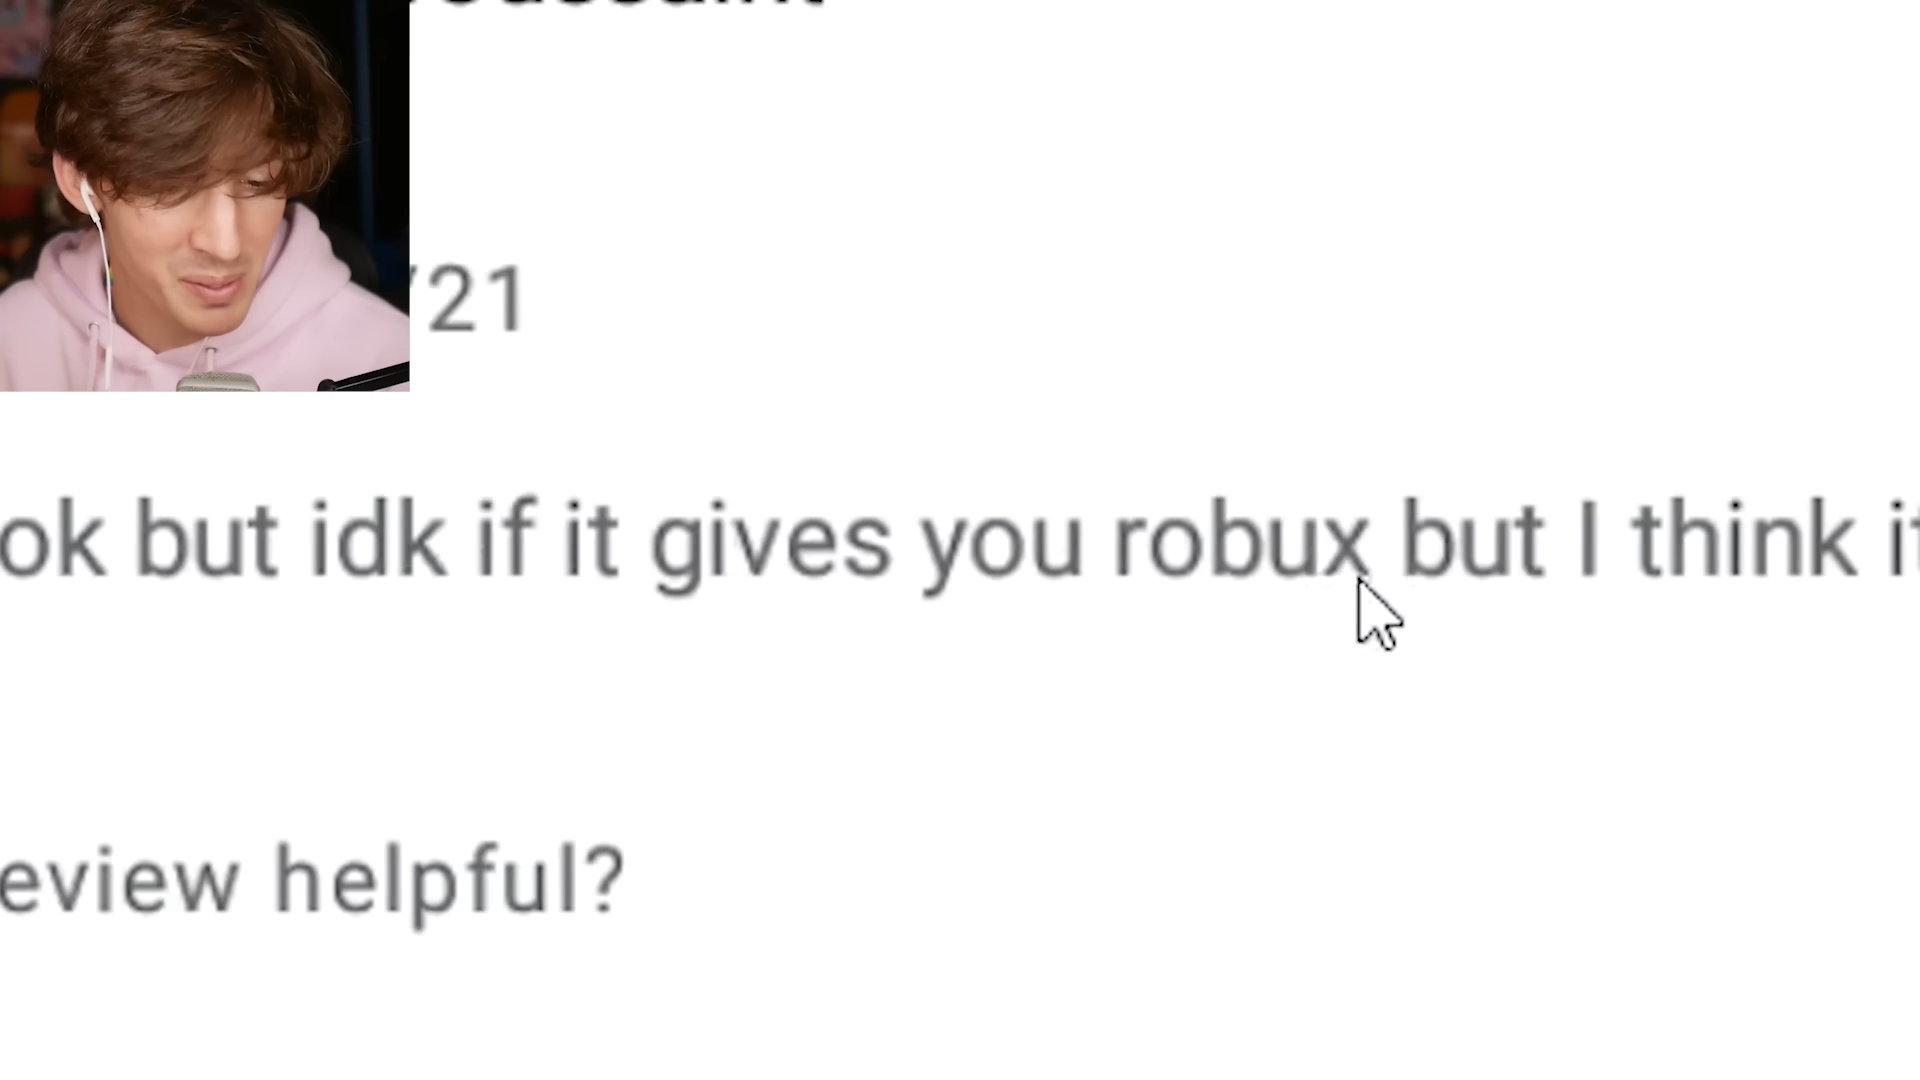 /21
ok but idk if it gives you robux but I think it
eview helpful?